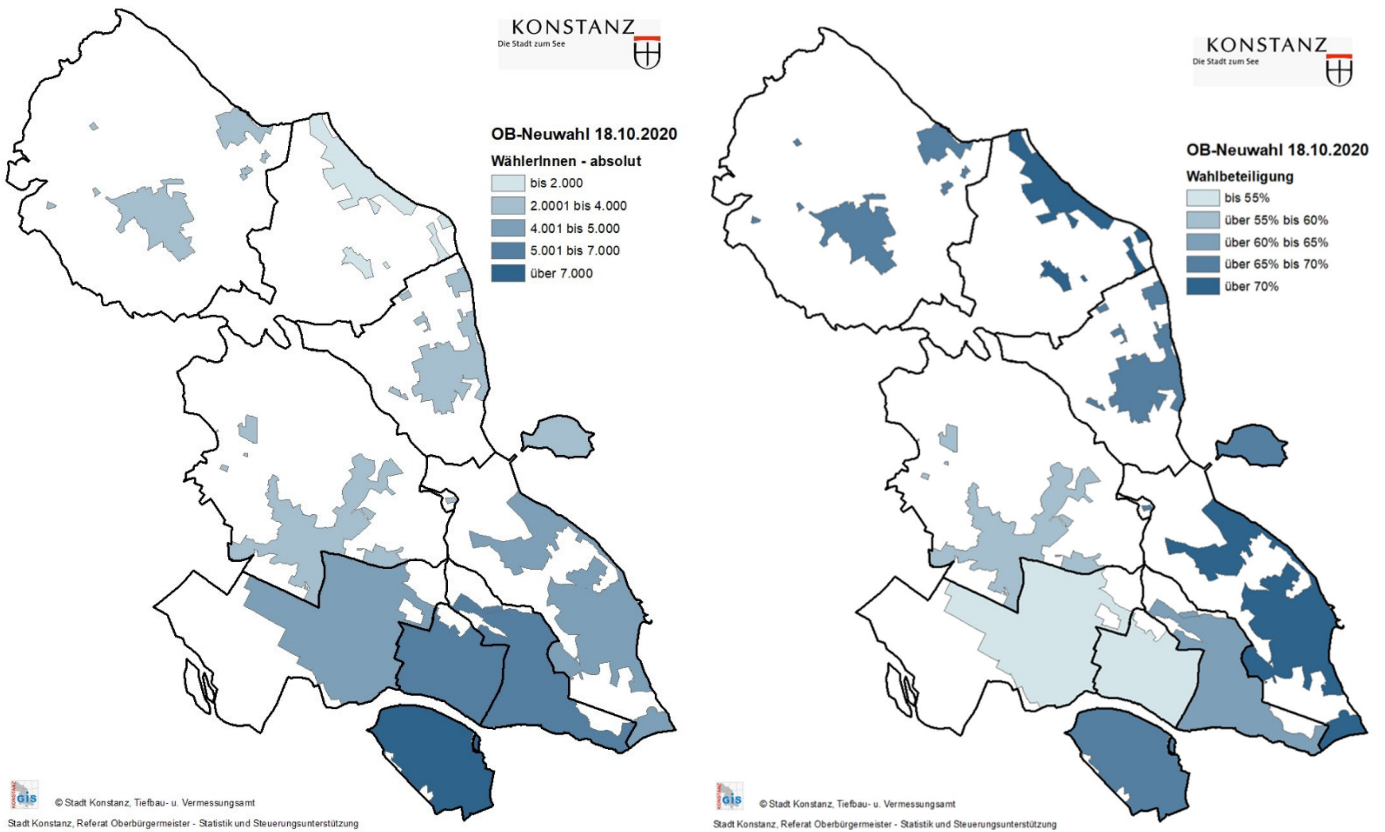 KONSTANZ
Die Stadt zum See
OB-Neuwahl 18.10.2020
WählerInnen - absolut
bis 2.000
2.0001 bis 4.000
4.001 bis 5.000
5.001 bis 7.000
über 7.000
KONSTANZ
GIS
© Stadt Konstanz, Tiefbau- u. Vermessungsamt
Stadt Konstanz, Referat Oberbürgermeister - Statistik und Steuerungsunterstützung
KONSTANZ
Die Stadt zum See
OB-Neuwahl 18.10.2020
Wahlbeteiligung
bis 55%
über 55% bis 60%
über 60% bis 65%
über 65% bis 70%
über 70%
KONSTANZ
GIS
© Stadt Konstanz, Tiefbau- u. Vermessungsamt
Stadt Konstanz, Referat Oberbürgermeister - Statistik und Steuerungsunterstützung